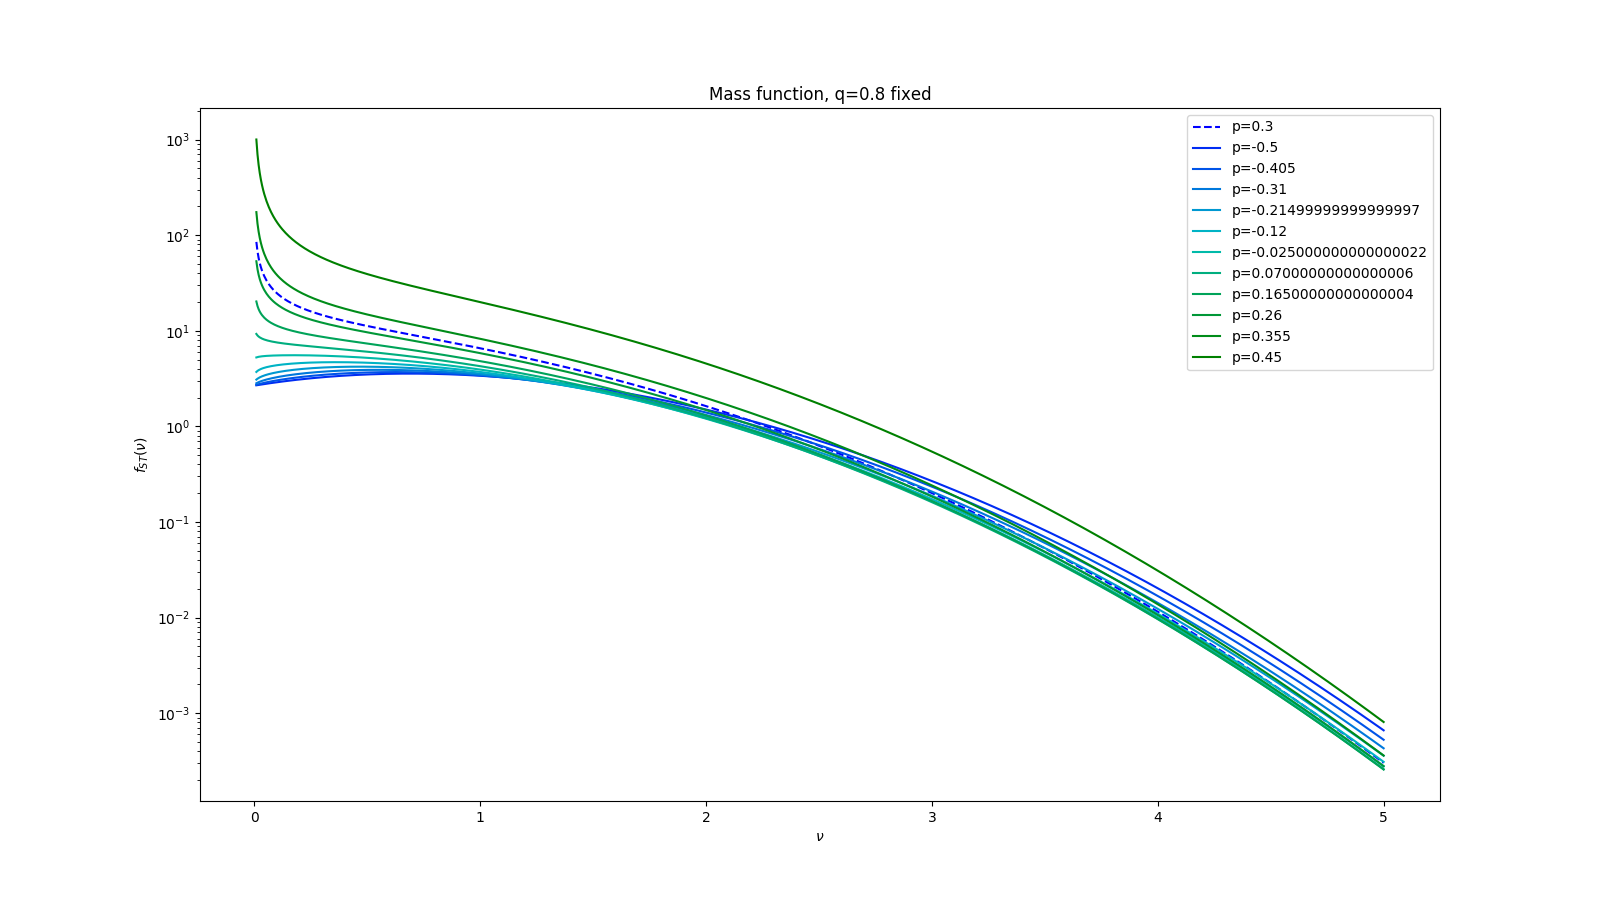 Mass function, q=0.8 fixed
10³
10²
10¹
10⁰
10⁻¹
10⁻²
10⁻³
f_ST(ν)
0 1 2 3 4 5
ν
p=0.3
p=-0.5
p=-0.405
p=-0.31
p=-0.21499999999999997
p=-0.12
p=-0.025000000000000022
p=0.07000000000000006
p=0.16500000000000004
p=0.26
p=0.355
p=0.45